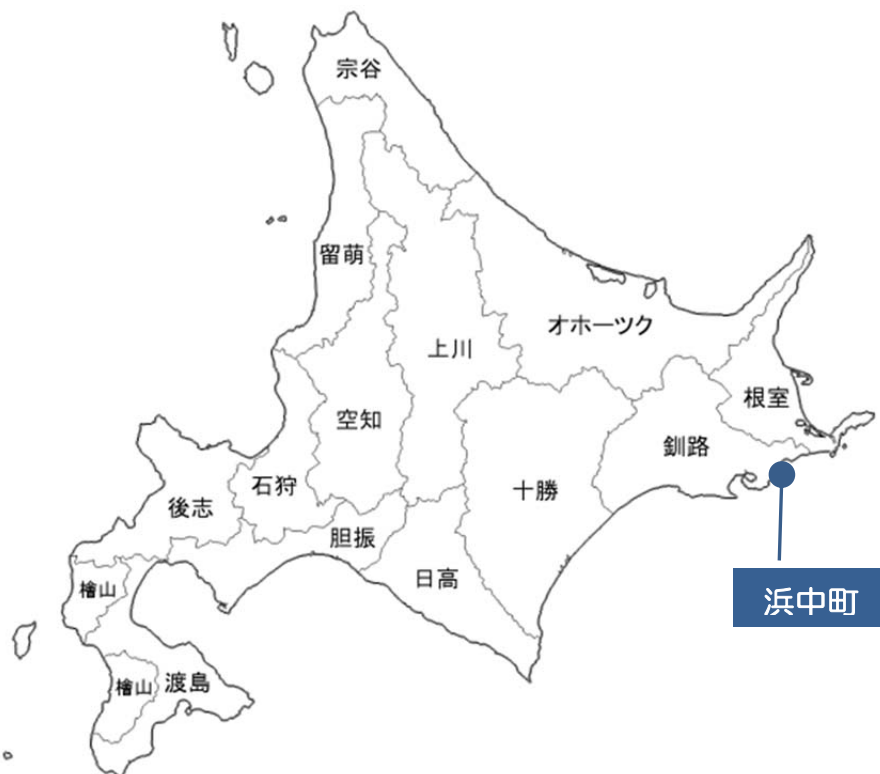 宗谷
留萌
オホーツク
上川
根室
空知
釧路
石狩
十勝
後志
胆振
日高
檜山
浜中町
檜山
渡島